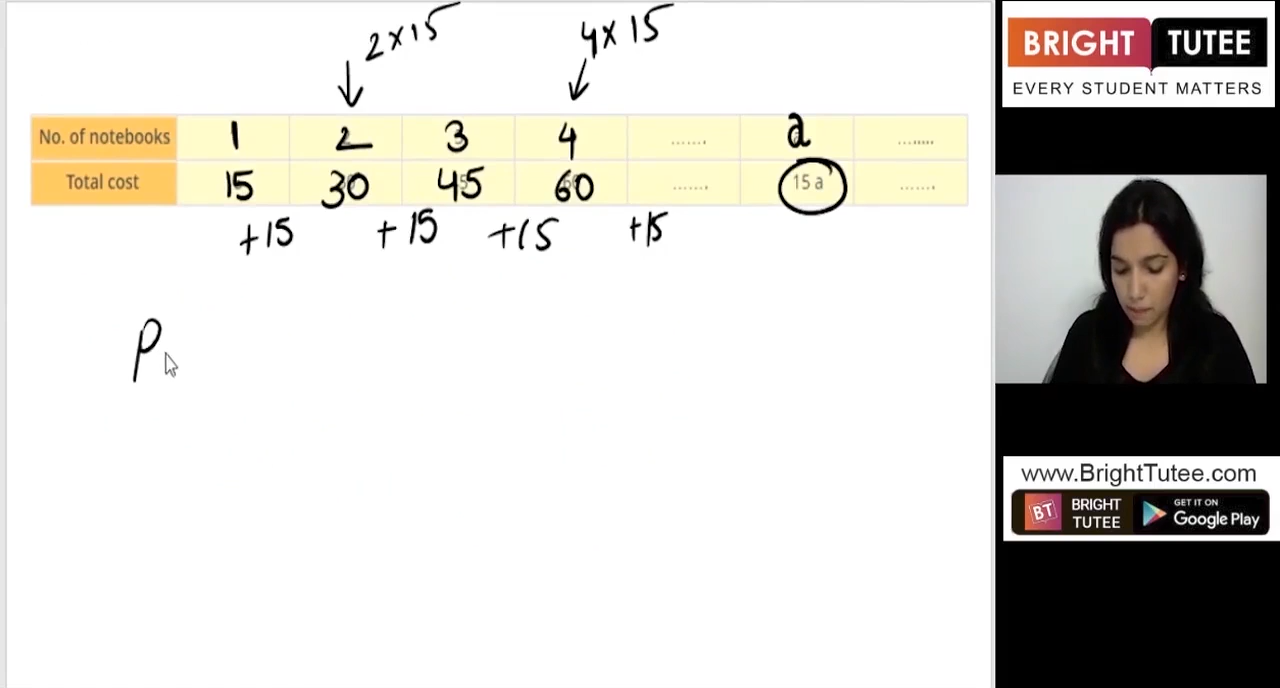 2×15
4×15
No. of notebooks 1 2 3 4 ....... a .......
Total cost 15 30 45 60 ....... 15 a .......
+15 +15 +15 +15
P
BRIGHT TUTEE
EVERY STUDENT MATTERS
www.BrightTutee.com
BT BRIGHT TUTEE
GET IT ON
Google Play